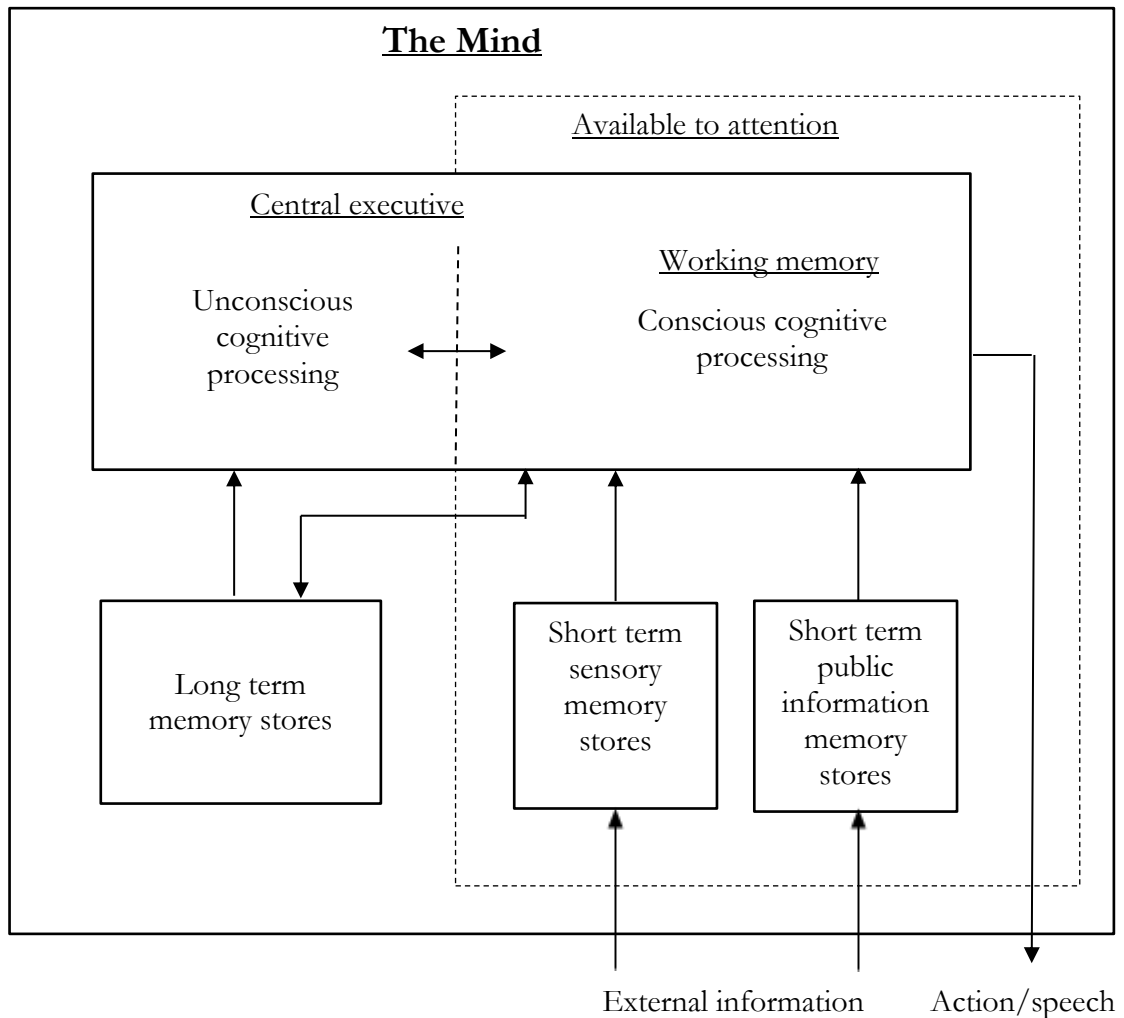 The Mind
Available to attention
Central executive
Working memory
Unconscious
cognitive
processing
Conscious cognitive
processing
Long term
memory stores
Short term
sensory
memory
stores
Short term
public
information
memory
stores
External information
Action/speech